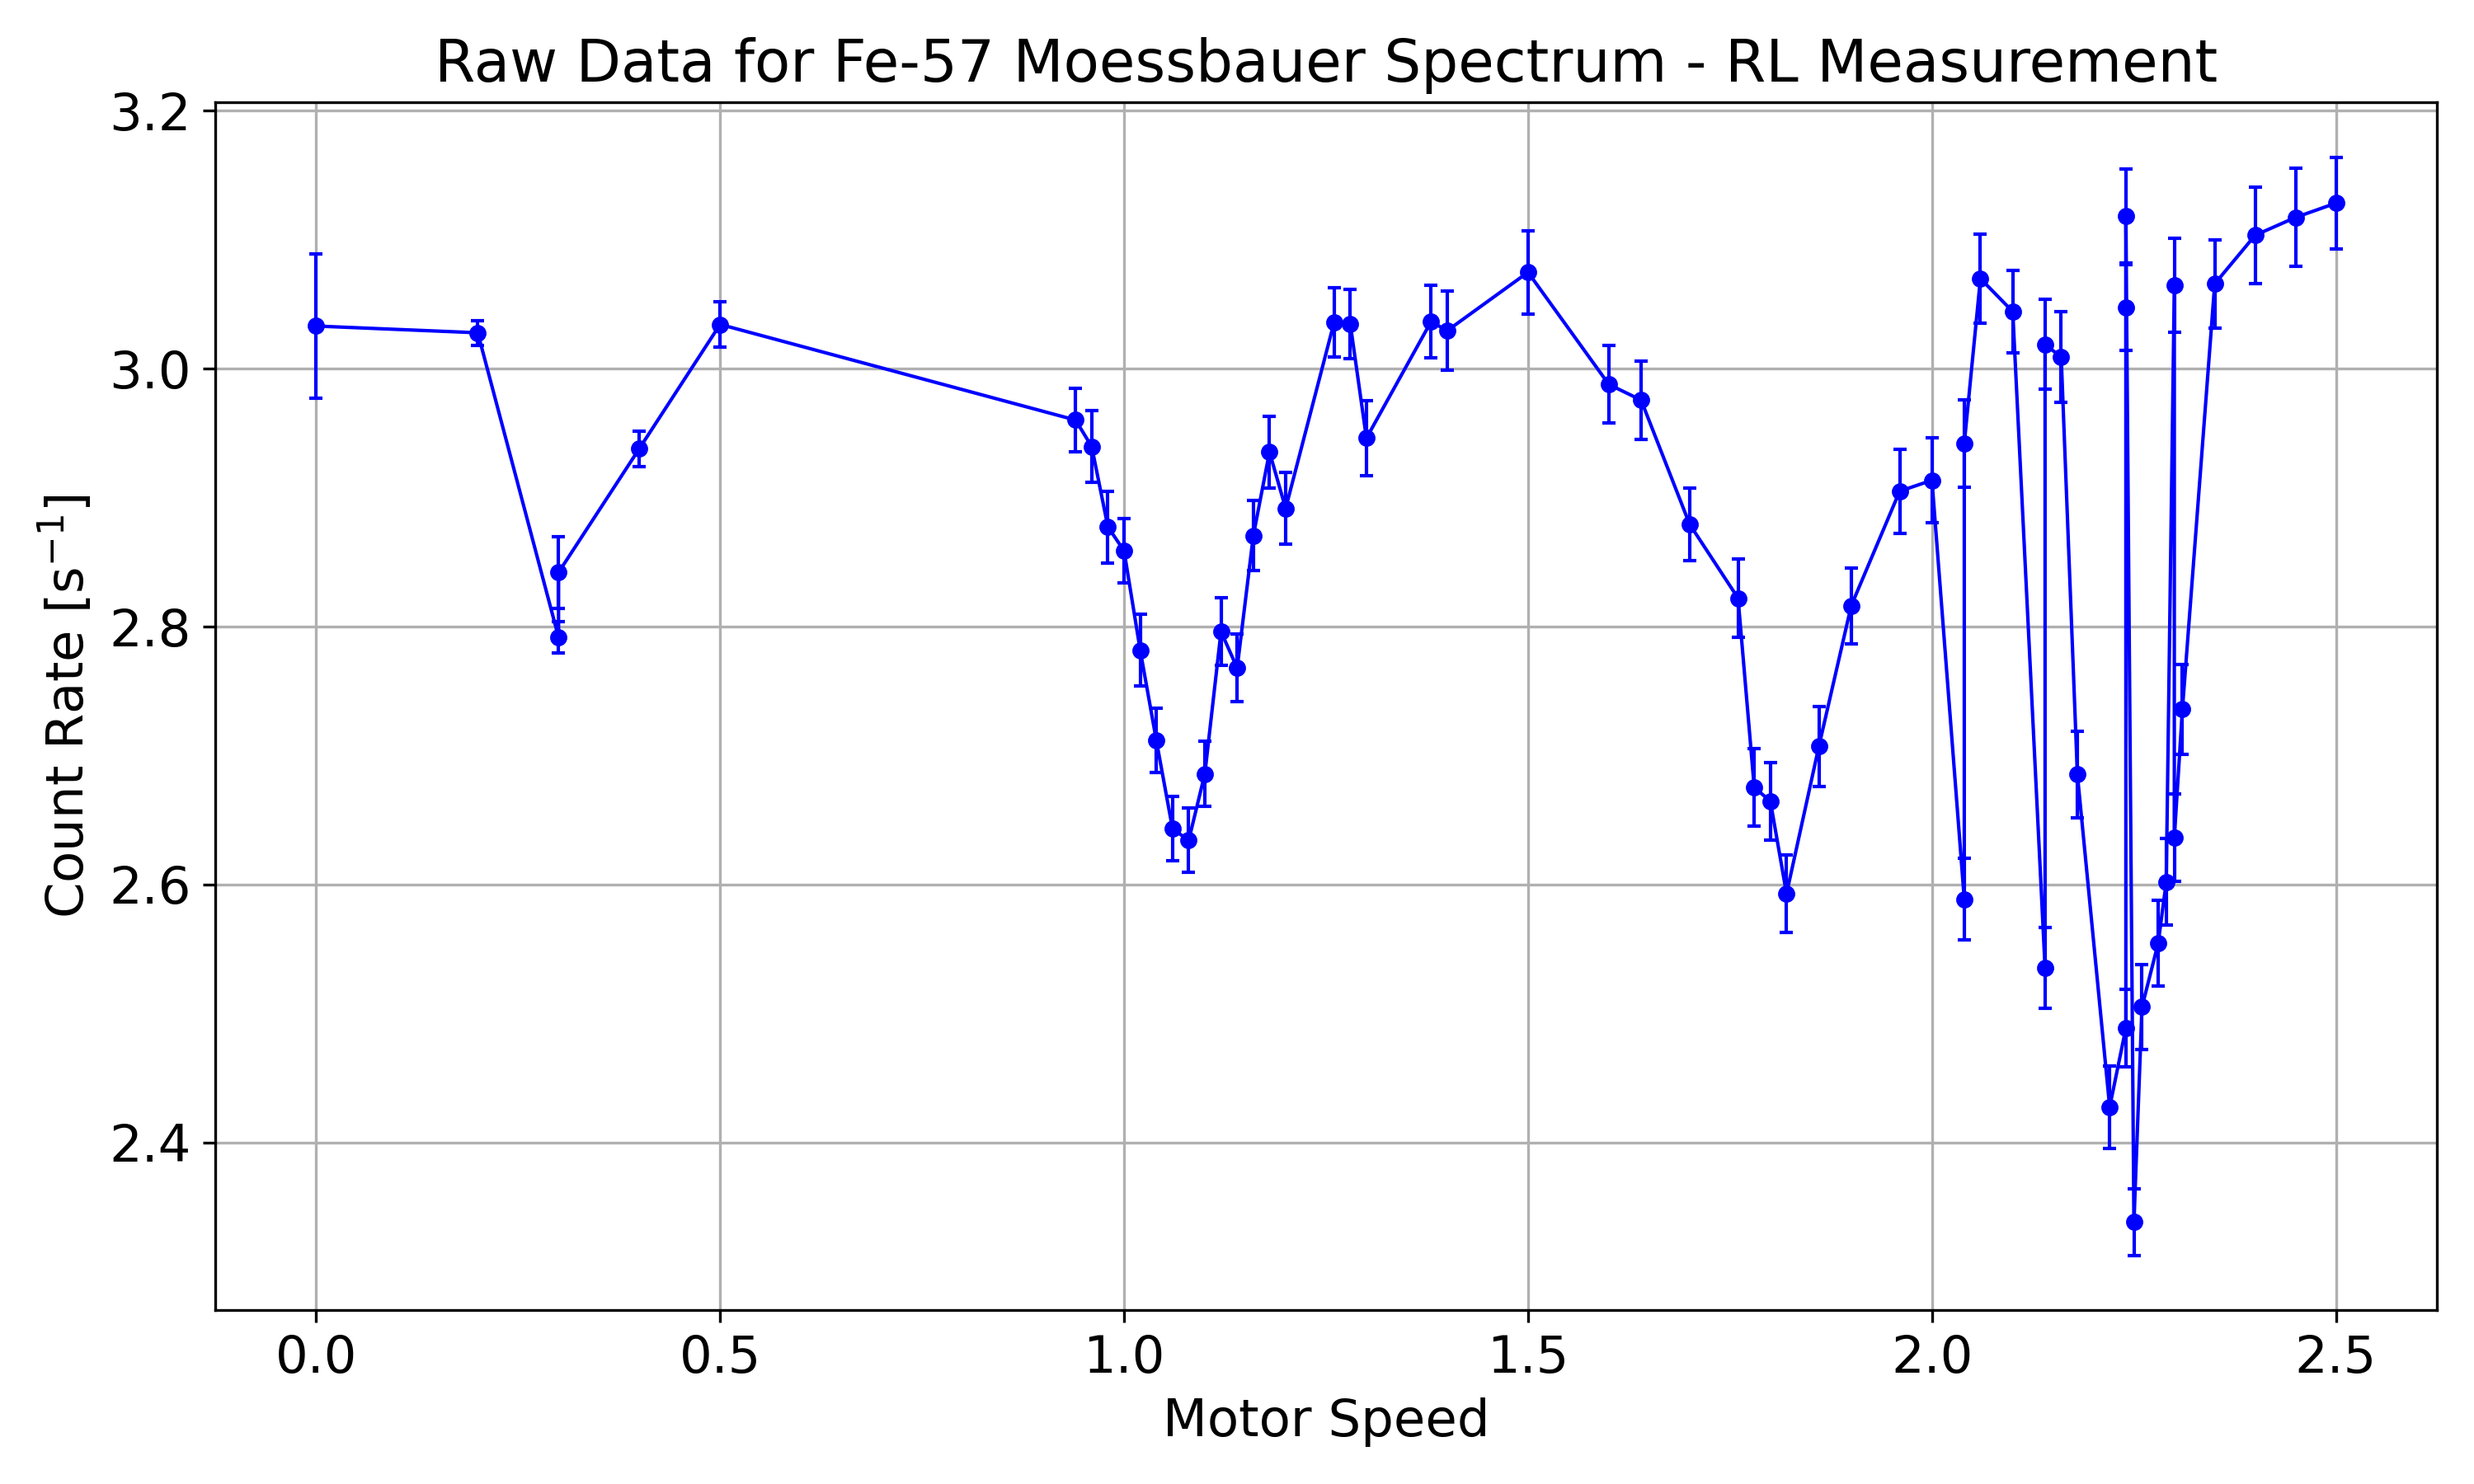 Raw Data for Fe-57 Moessbauer Spectrum - RL Measurement
3.2
3.0
2.8
2.6
2.4
Count Rate [s⁻¹]
0.0 0.5 1.0 1.5 2.0 2.5
Motor Speed